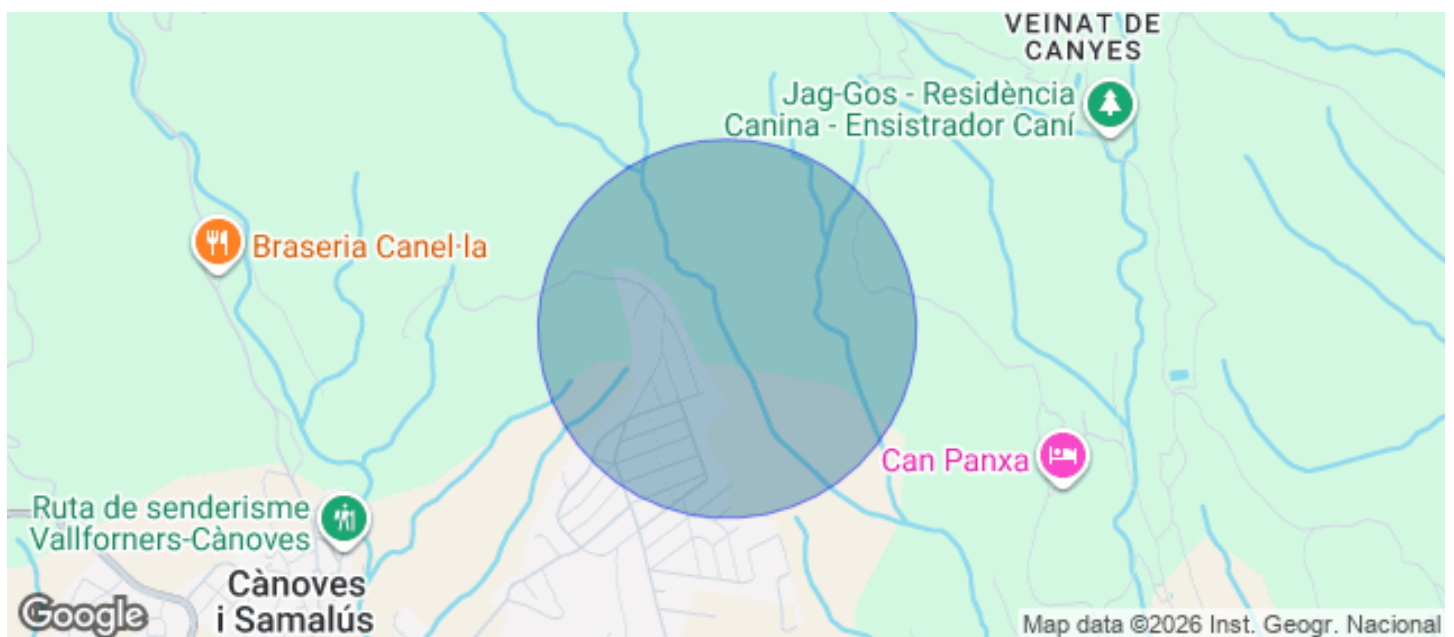 VEÏNAT DE
CANYES
Jag-Gos - Residència
Canina - Ensistrador Caní
Braseria Canel·la
Can Panxa
Ruta de senderisme
Vallforners-Cànoves
Cànoves
i Samalús
Google
Map data ©2026 Inst. Geogr. Nacional